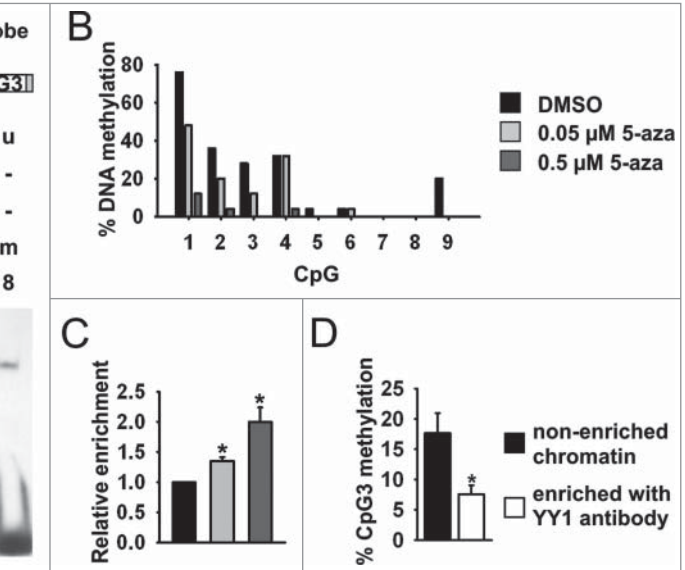 obe
G3
u
-
-
m
8
B
% DNA methylation
80
60
40
20
0
1 2 3 4 5 6 7 8 9
CpG
DMSO
0.05 µM 5-aza
0.5 µM 5-aza
C
Relative enrichment
2.5
2.0
1.5
1.0
0.5
0.0
*
*
D
% CpG3 methylation
25
20
15
10
5
0
*
non-enriched
chromatin
enriched with
YY1 antibody